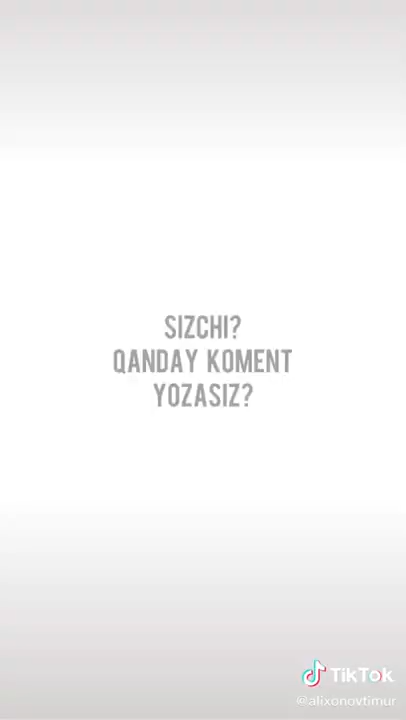 SIZCHI?
QANDAY KOMENT
YOZASIZ?
TikTok
@alixonovtimur